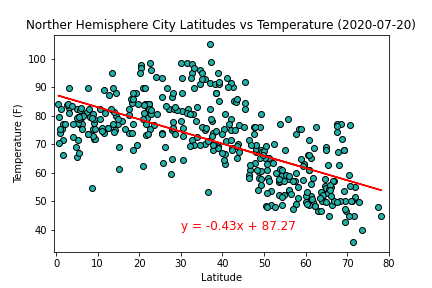 Norther Hemisphere City Latitudes vs Temperature (2020-07-20)
100
90
80
70
60
50
40
Temperature (F)
y = -0.43x + 87.27
0 10 20 30 40 50 60 70 80
Latitude